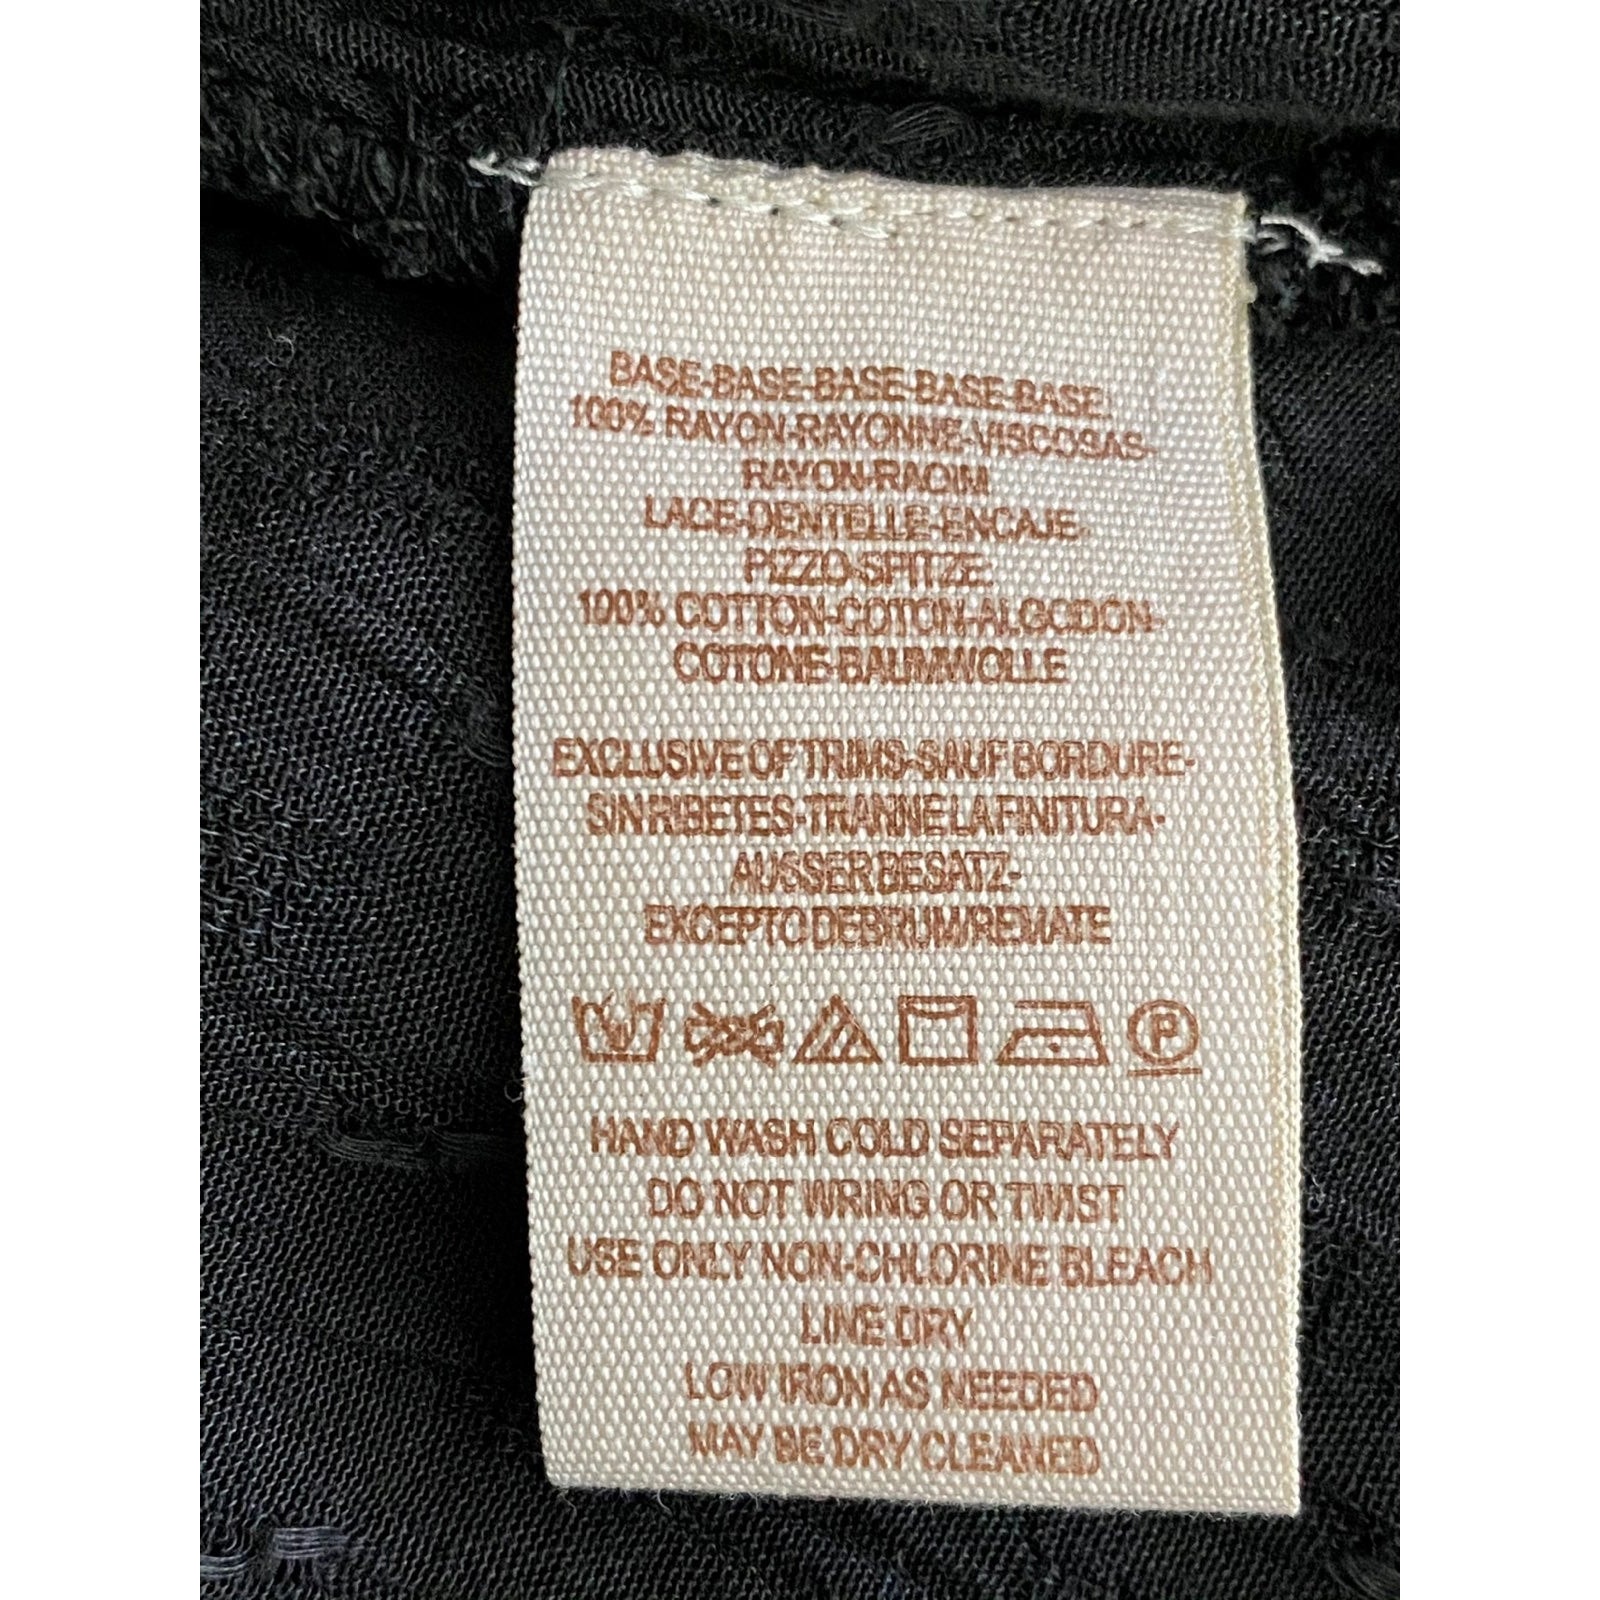 BASE-BASE-BASE-BASE-BASE
100% RAYON-RAYONNE-VISCOSAS-
RAYON-RAOIM
LACE-DENTELLE-ENCAJE-
PIZZO-SPITZE
100% COTTON-COTON-ALGODON-
COTONE-BAUMWOLLE
EXCLUSIVE OF TRIMS-SAUF BORDURE-
SIN RIBETES-TRANNE LA FINITURA-
AUSSER BESATZ-
EXCEPTO DEBRUM/REMATE
P
HAND WASH COLD SEPARATELY
DO NOT WRING OR TWIST
USE ONLY NON-CHLORINE BLEACH
LINE DRY
LOW IRON AS NEEDED
MAY BE DRY CLEANED